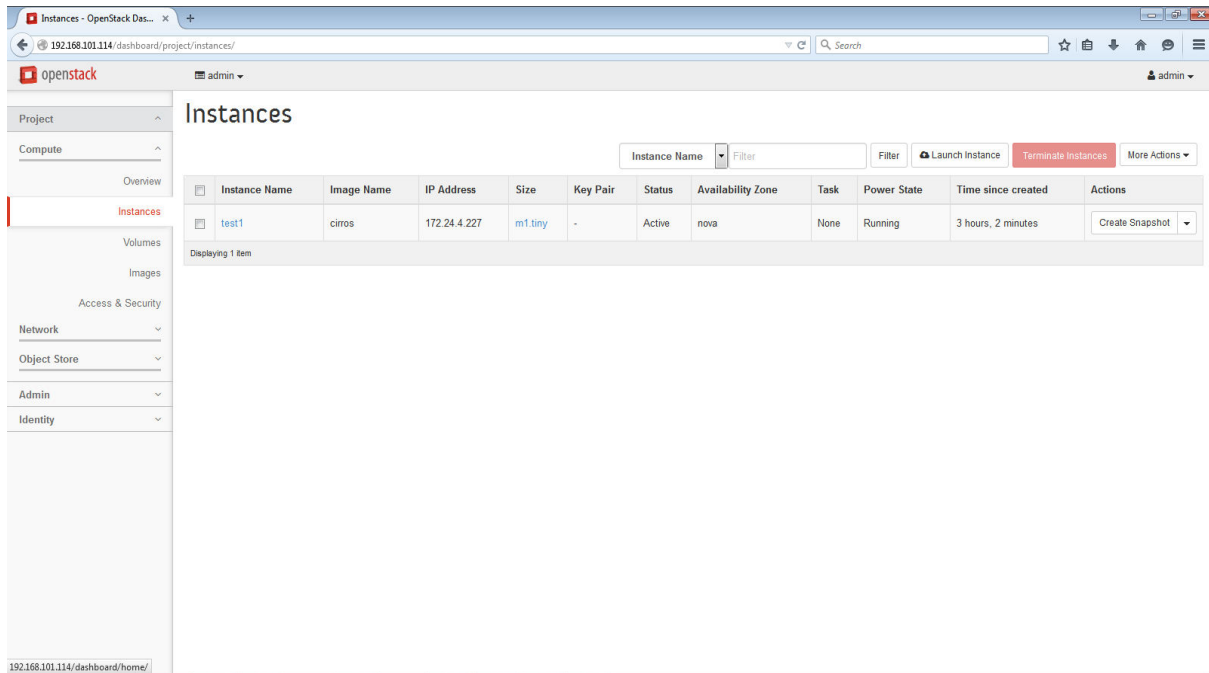 Instances - OpenStack Das... × +
192.168.101.114/dashboard/project/instances/ Search
openstack admin admin
Project
Instances
Compute
Instance Name Filter Filter Launch Instance Terminate Instances More Actions
Overview
Instance Name Image Name IP Address Size Key Pair Status Availability Zone Task Power State Time since created Actions
Instances
test1 cirros 172.24.4.227 m1.tiny - Active nova None Running 3 hours, 2 minutes Create Snapshot
Volumes
Displaying 1 item
Images
Access & Security
Network
Object Store
Admin
Identity
192.168.101.114/dashboard/home/